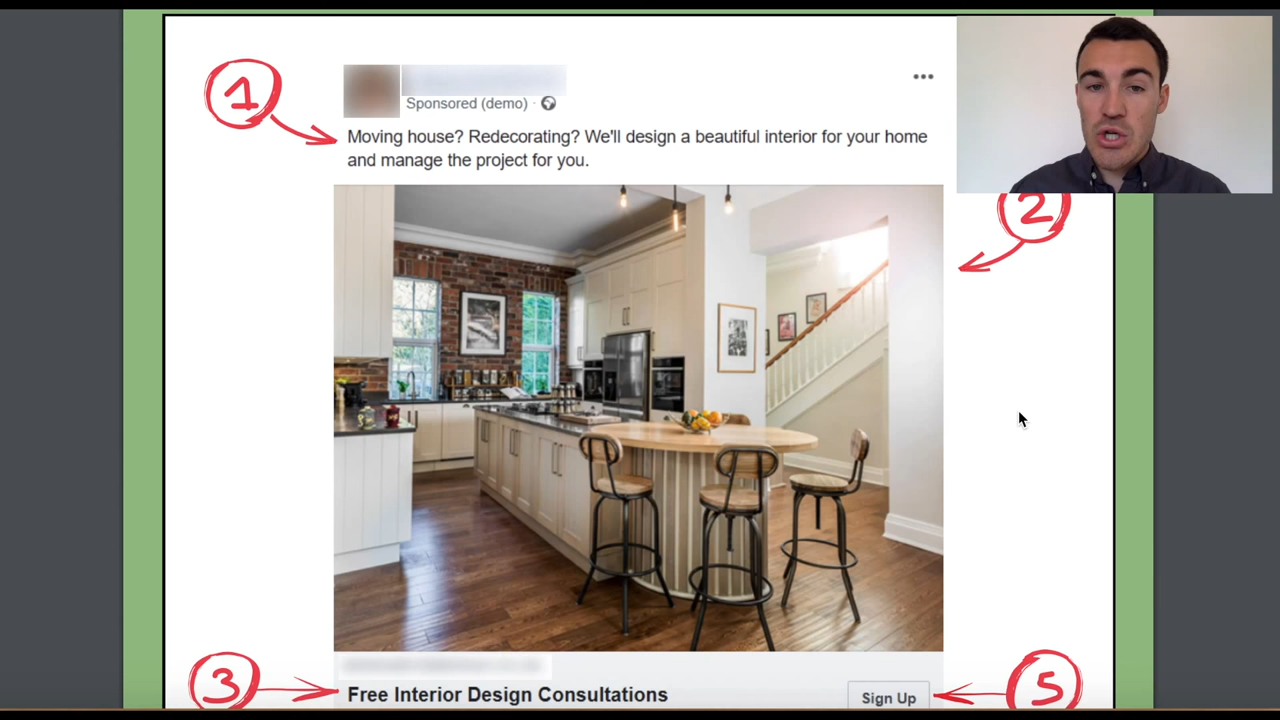 1
Sponsored (demo) ·
Moving house? Redecorating? We'll design a beautiful interior for your home
and manage the project for you.
2
3
Free Interior Design Consultations
Sign Up
5